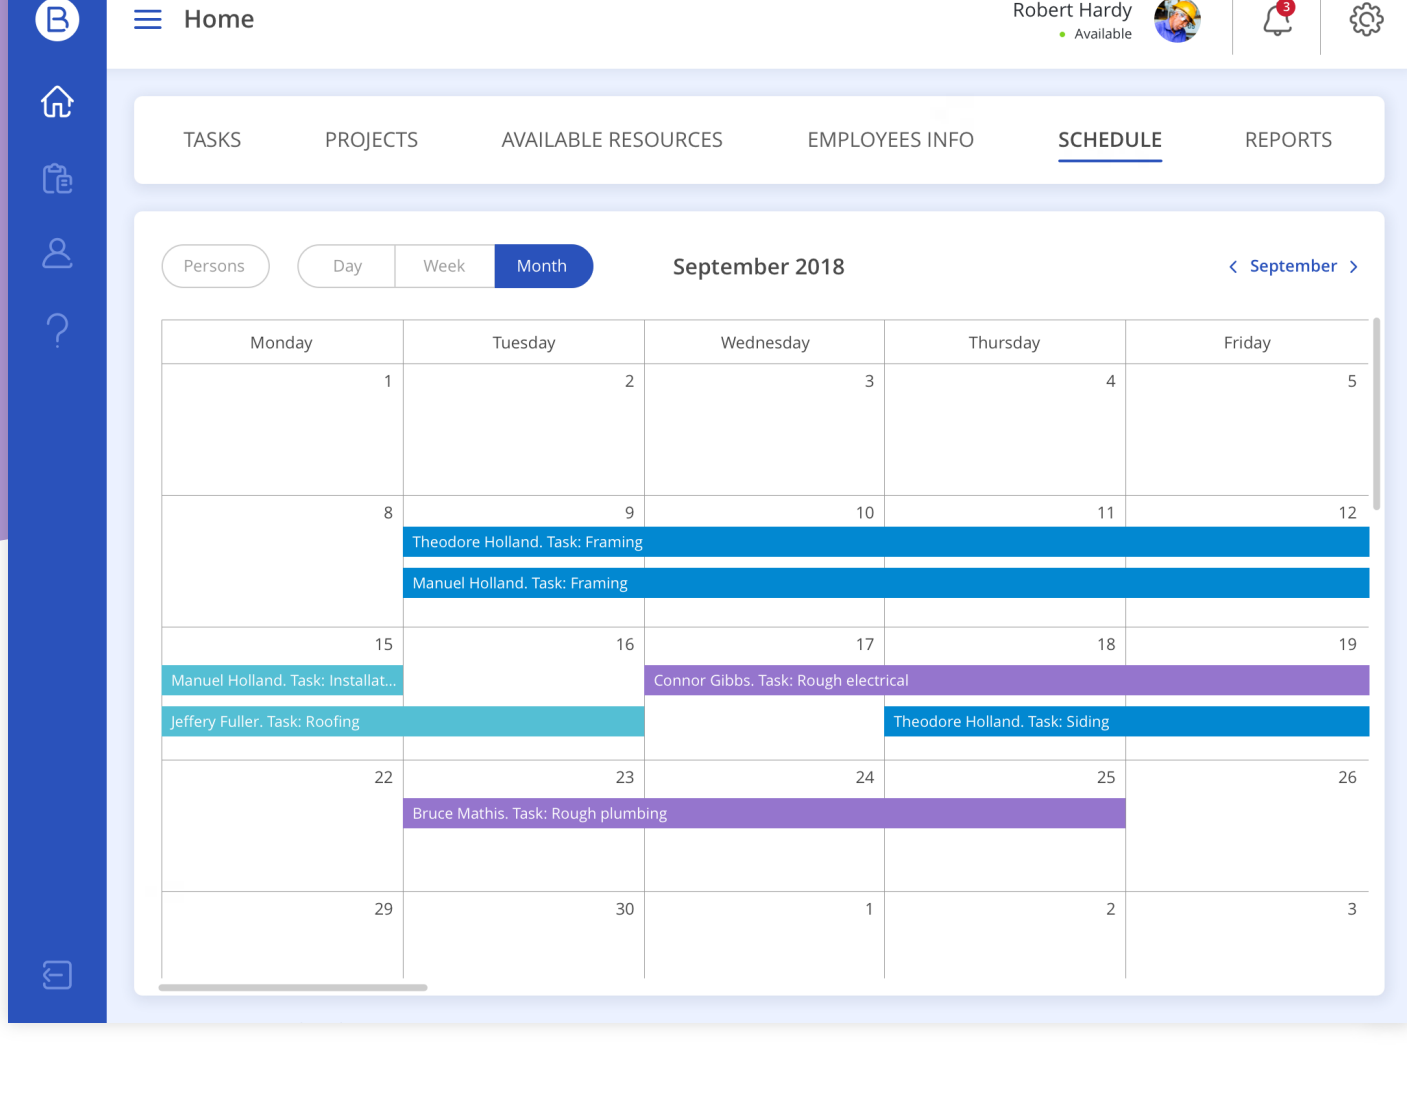 B
Home
Robert Hardy
Available
3
TASKS PROJECTS AVAILABLE RESOURCES EMPLOYEES INFO SCHEDULE REPORTS
Persons Day Week Month September 2018 < September >
Monday Tuesday Wednesday Thursday Friday
1 2 3 4 5
8 9 10 11 12
Theodore Holland. Task: Framing
Manuel Holland. Task: Framing
15 16 17 18 19
Manuel Holland. Task: Installat... Connor Gibbs. Task: Rough electrical
Jeffery Fuller. Task: Roofing Theodore Holland. Task: Siding
22 23 24 25 26
Bruce Mathis. Task: Rough plumbing
29 30 1 2 3